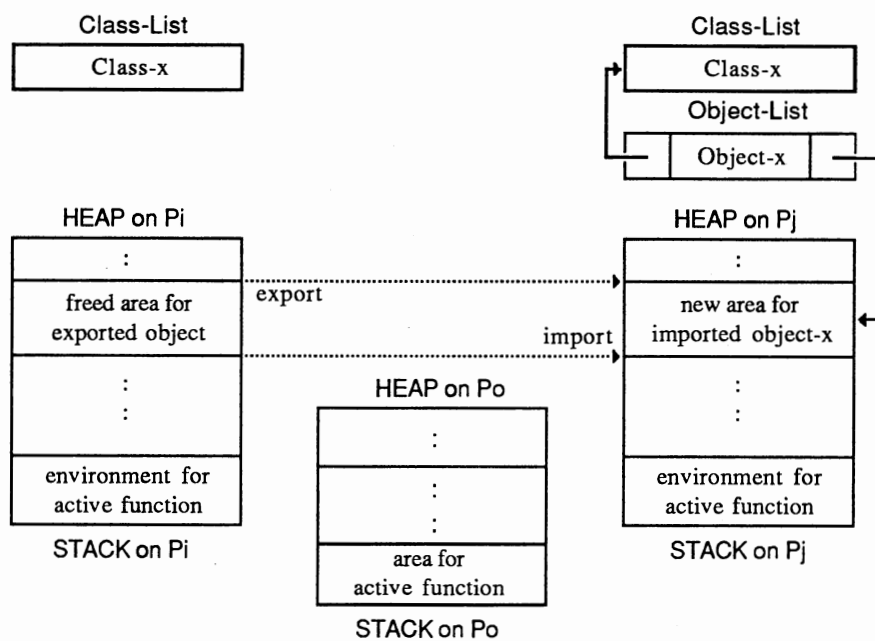 Class-List
Class-x
Class-List
Class-x
Object-List
Object-x
HEAP on Pi
:
freed area for
exported object
:
:
environment for
active function
STACK on Pi
export
import
HEAP on Po
:
:
:
area for
active function
STACK on Po
HEAP on Pj
:
new area for
imported object-x
:
:
environment for
active function
STACK on Pj